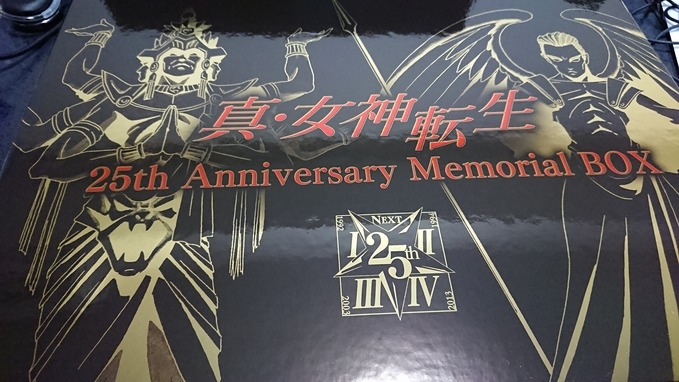 真・女神転生
25th Anniversary Memorial BOX
1992
NEXT
1994
I
25th
II
III
IV
2003
2013